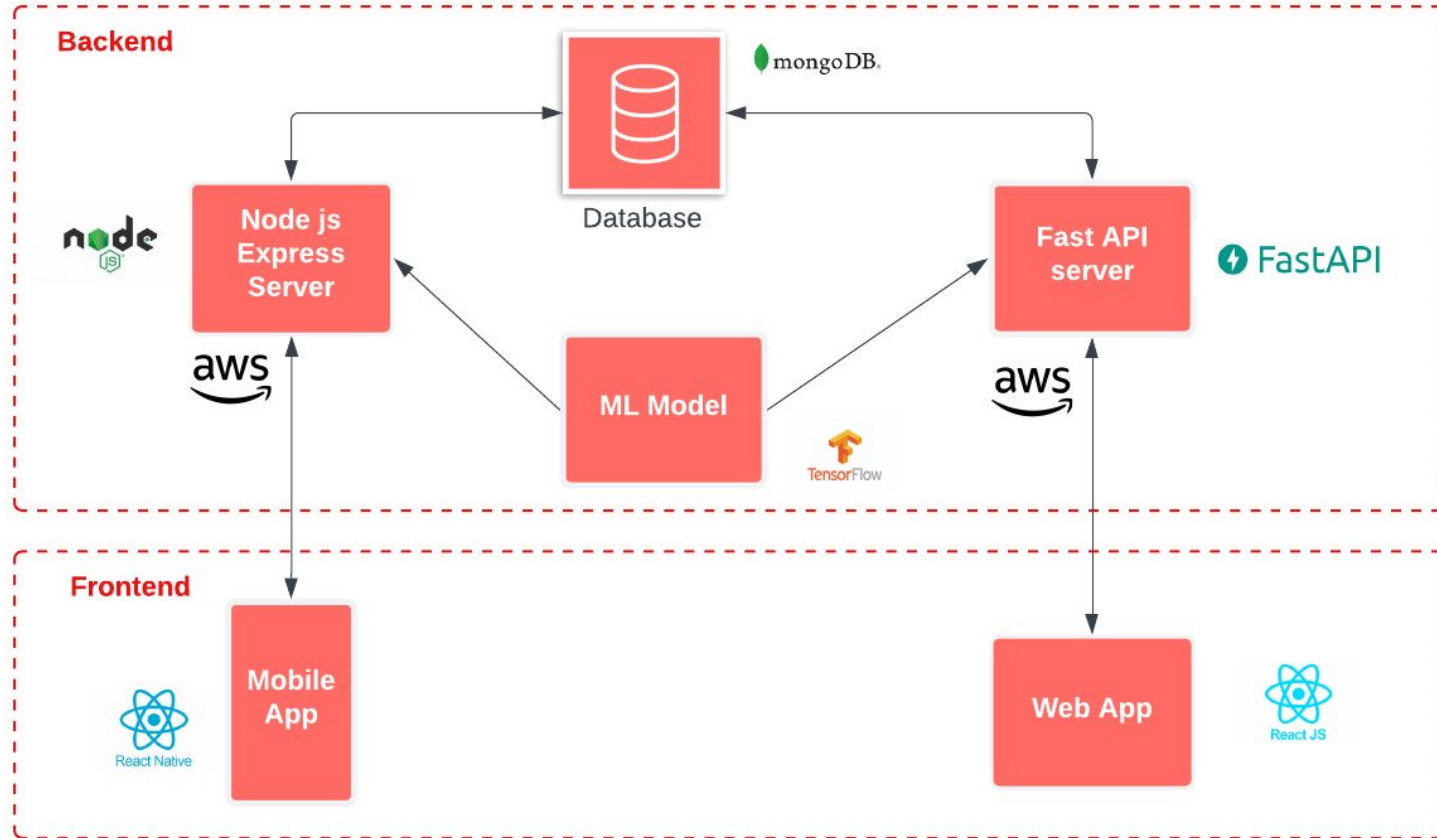 Backend
mongoDB.
Database
node
JS
Node js
Express
Server
Fast API
server
FastAPI
aws
aws
ML Model
TensorFlow
Frontend
Mobile
App
React Native
Web App
React JS